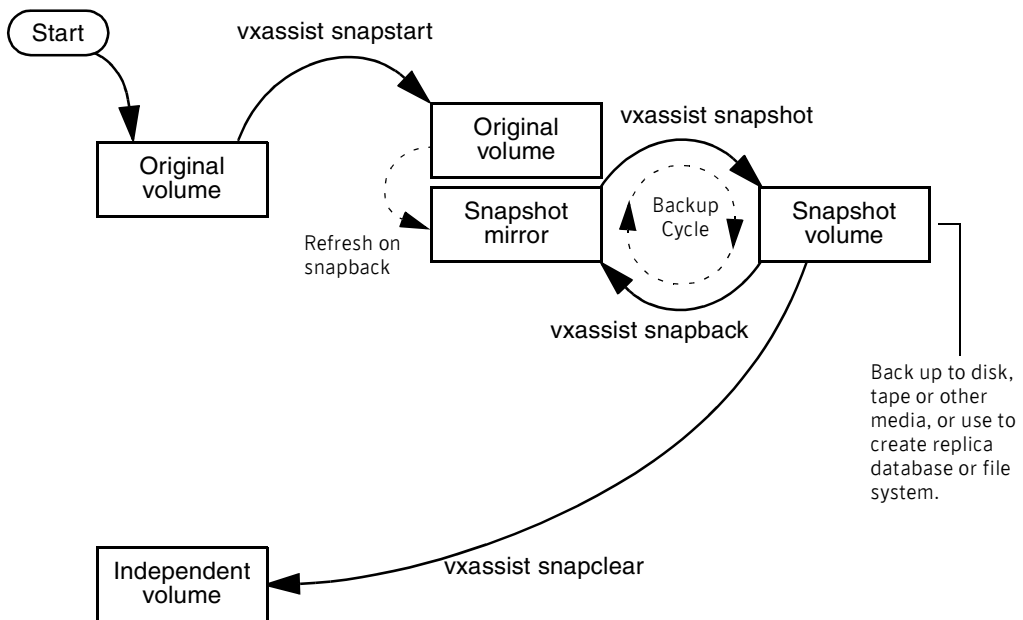 Start
vxassist snapstart
Original
volume
Original
volume
vxassist snapshot
Refresh on
snapback
Snapshot
mirror
Backup
Cycle
Snapshot
volume
vxassist snapback
Back up to disk,
tape or other
media, or use to
create replica
database or file
system.
Independent
volume
vxassist snapclear